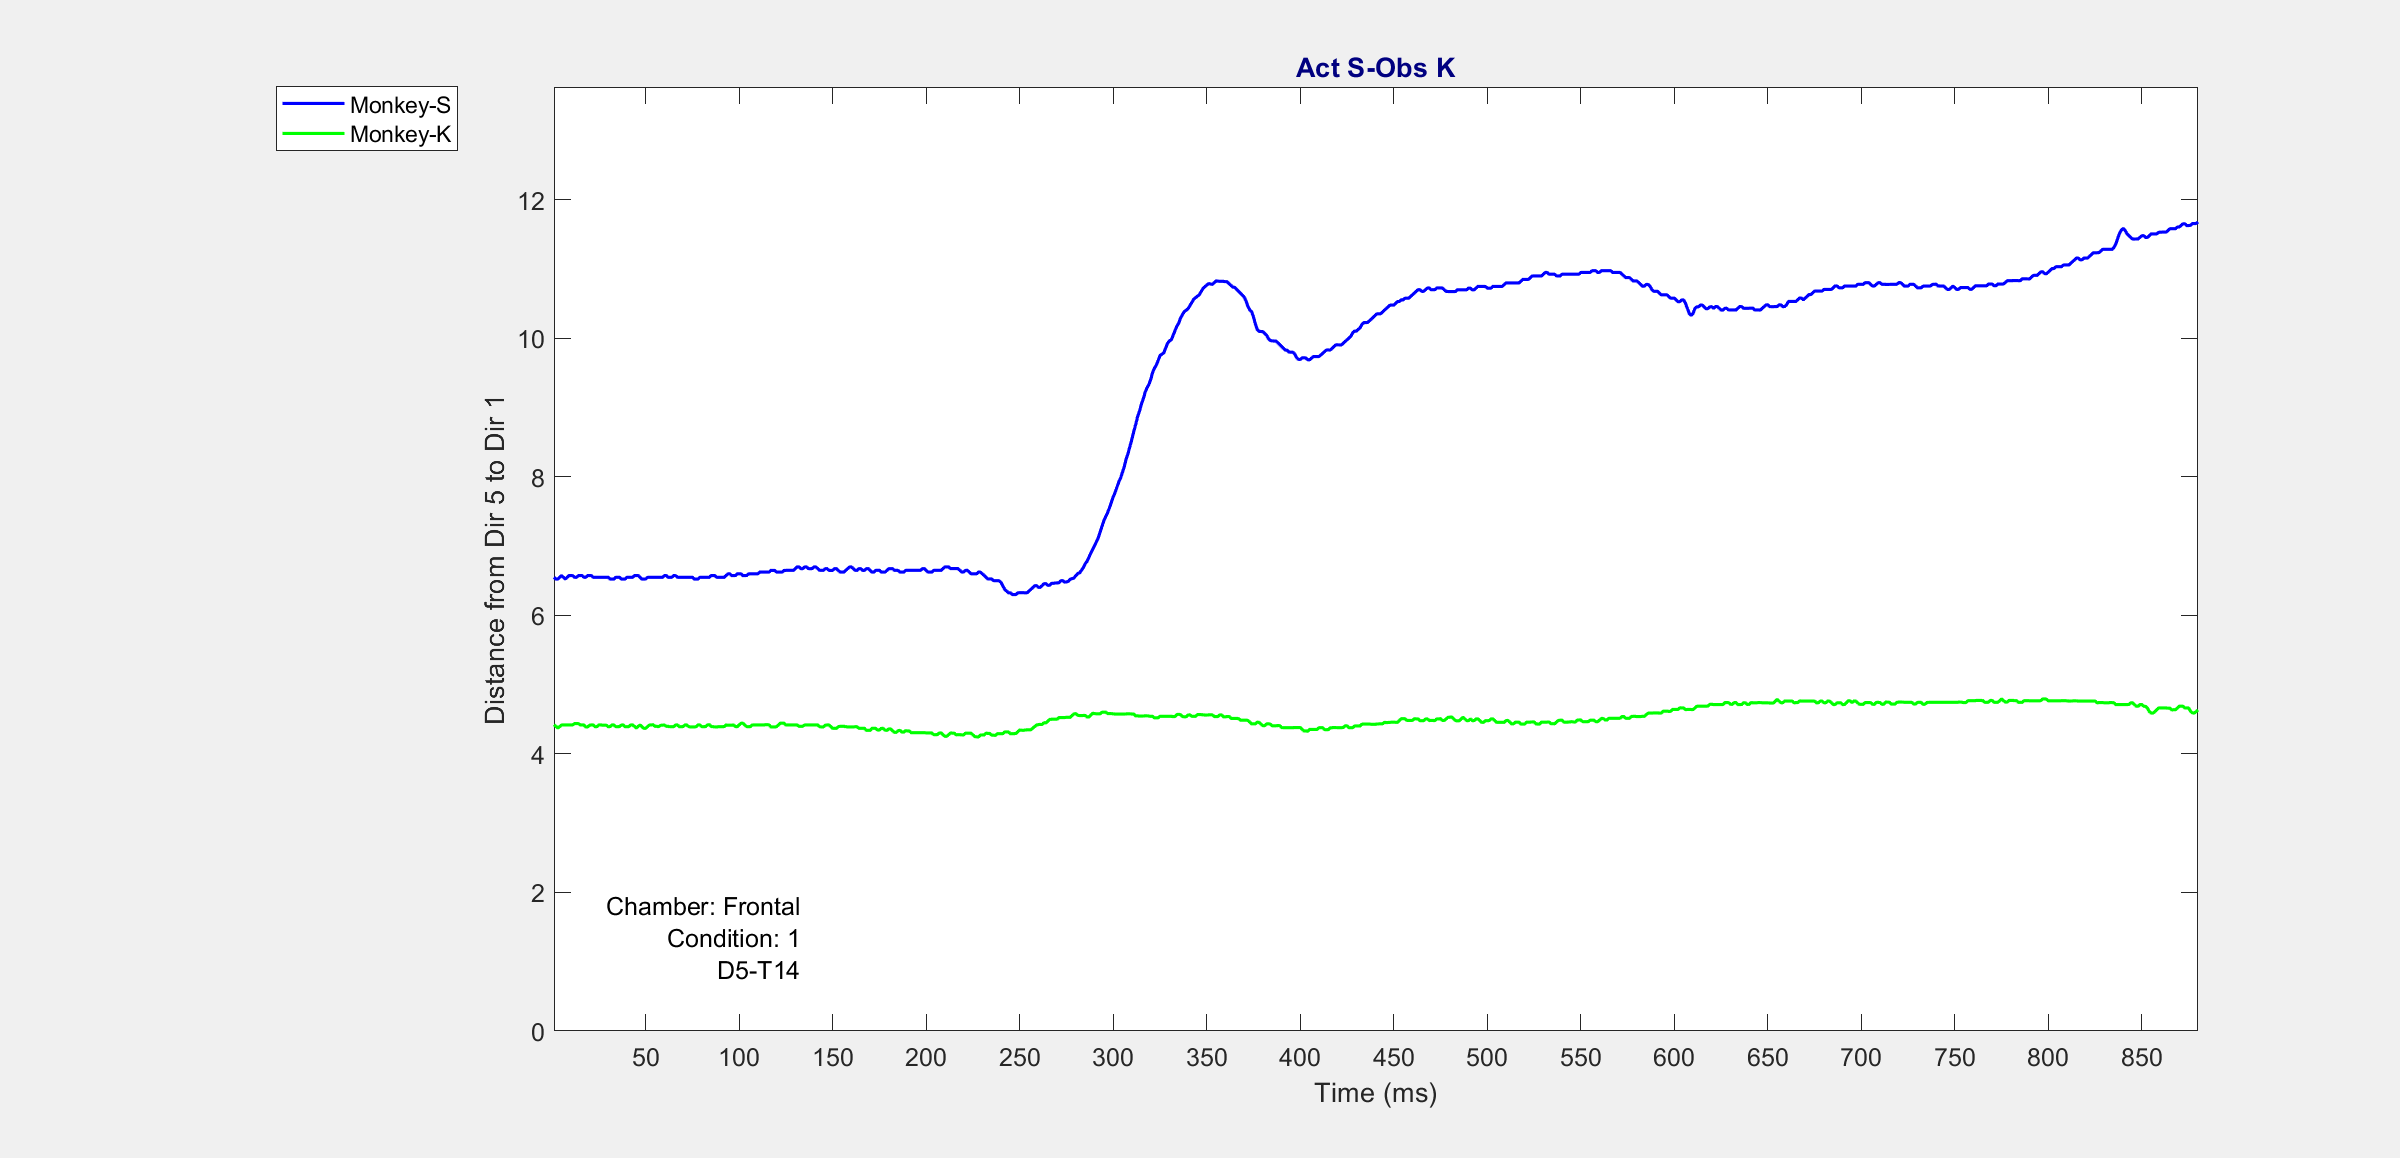 Act S-Obs K
Monkey-S
Monkey-K
Distance from Dir 5 to Dir 1
12
10
8
6
4
2
0
Chamber: Frontal
Condition: 1
D5-T14
50 100 150 200 250 300 350 400 450 500 550 600 650 700 750 800 850
Time (ms)